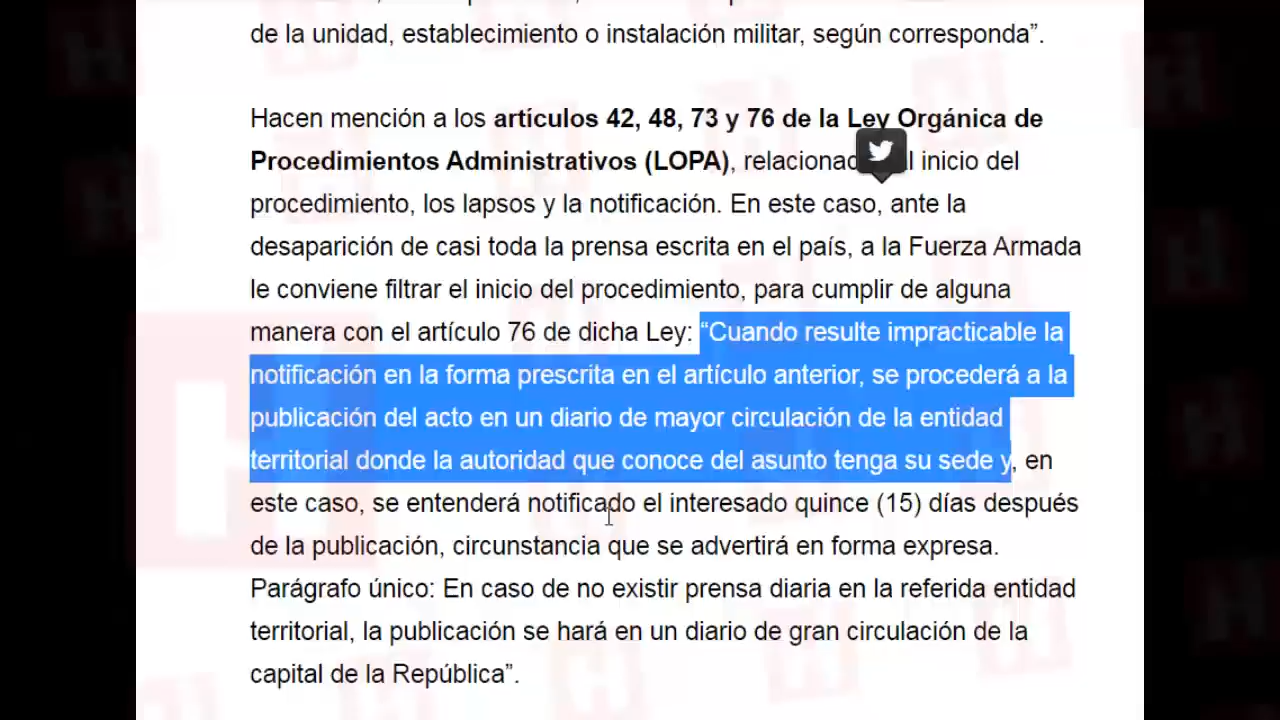 de la unidad, establecimiento o instalación militar, según corresponda”.
Hacen mención a los artículos 42, 48, 73 y 76 de la Ley Orgánica de
Procedimientos Administrativos (LOPA), relacionad l inicio del
procedimiento, los lapsos y la notificación. En este caso, ante la
desaparición de casi toda la prensa escrita en el país, a la Fuerza Armada
le conviene filtrar el inicio del procedimiento, para cumplir de alguna
manera con el artículo 76 de dicha Ley: “Cuando resulte impracticable la
notificación en la forma prescrita en el artículo anterior, se procederá a la
publicación del acto en un diario de mayor circulación de la entidad
territorial donde la autoridad que conoce del asunto tenga su sede y, en
este caso, se entenderá notificado el interesado quince (15) días después
de la publicación, circunstancia que se advertirá en forma expresa.
Parágrafo único: En caso de no existir prensa diaria en la referida entidad
territorial, la publicación se hará en un diario de gran circulación de la
capital de la República”.